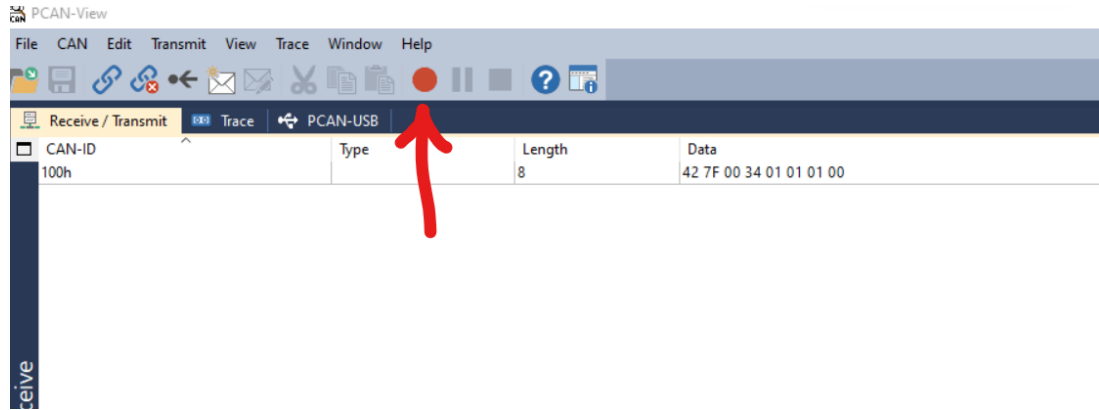 PCAN-View
File CAN Edit Transmit View Trace Window Help
Receive / Transmit Trace PCAN-USB
CAN-ID Type Length Data
100h 8 42 7F 00 34 01 01 01 00